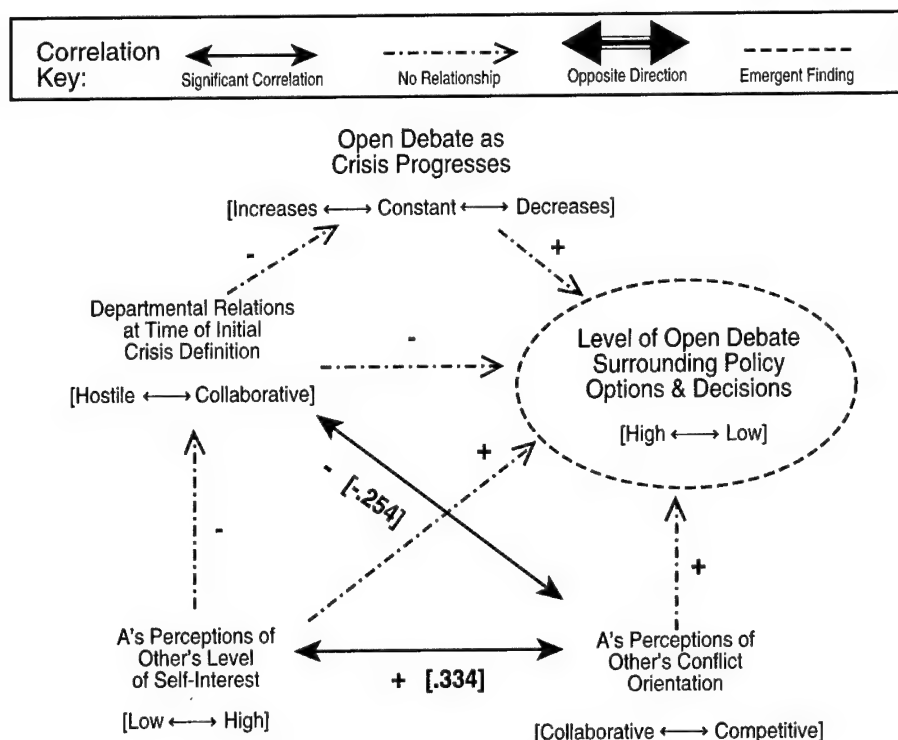 Correlation
Key:
Significant Correlation
No Relationship
Opposite Direction
Emergent Finding
Open Debate as
Crisis Progresses
[Increases ⟷ Constant ⟷ Decreases]
-
+
Departmental Relations
at Time of Initial
Crisis Definition
[Hostile ⟷ Collaborative]
-
Level of Open Debate
Surrounding Policy
Options & Decisions
[High ⟷ Low]
- [-.254]
+
-
+
A's Perceptions of
Other's Level
of Self-Interest
[Low ⟷ High]
+ [.334]
A's Perceptions of
Other's Conflict
Orientation
[Collaborative ⟷ Competitive]